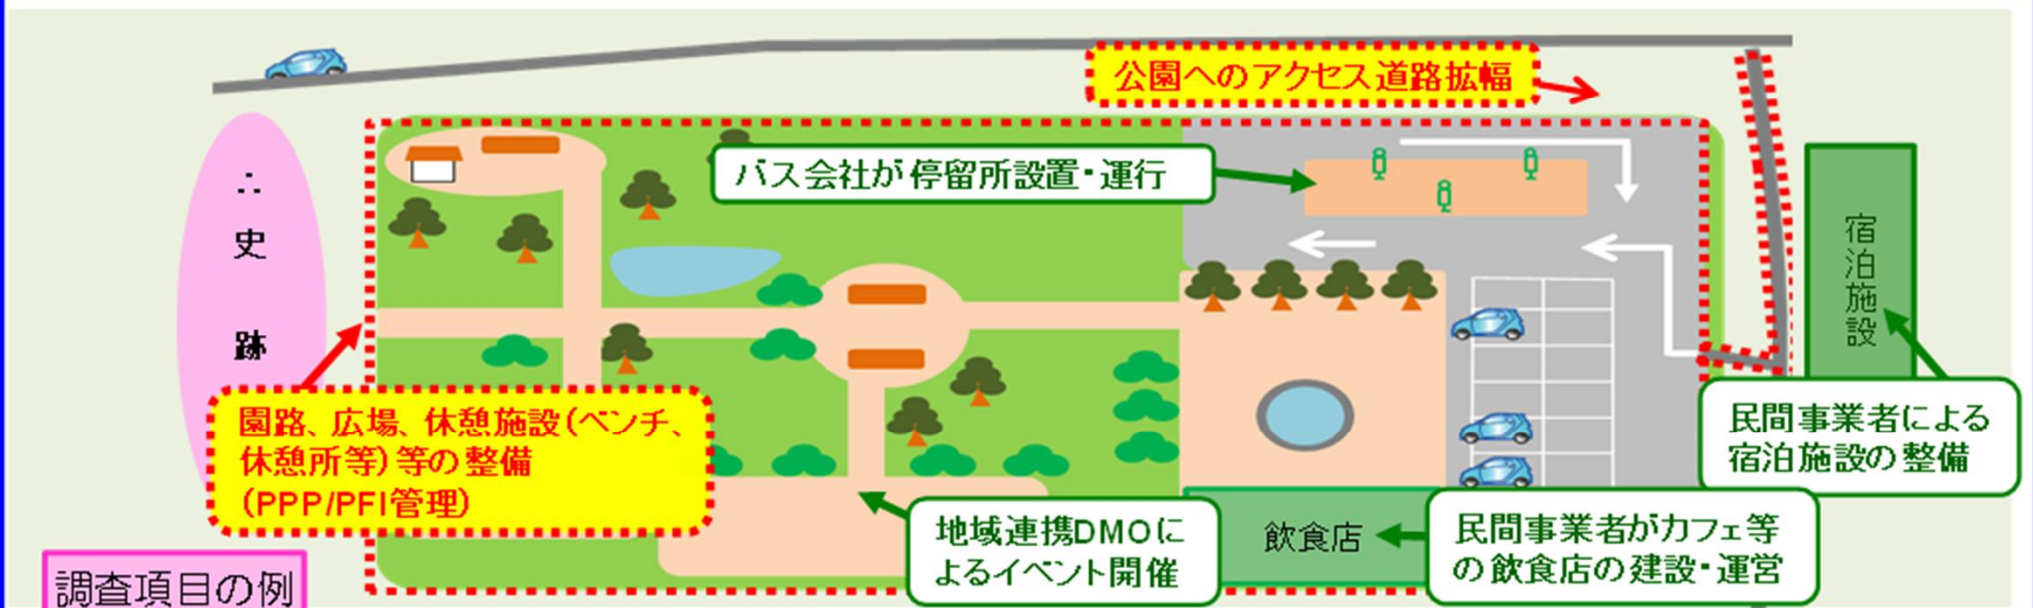 公園へのアクセス道路拡幅
バス会社が停留所設置・運行
∴
史
跡
宿泊施設
園路、広場、休憩施設（ベンチ、
休憩所等）等の整備
（PPP/PFI管理）
民間事業者による
宿泊施設の整備
地域連携DMOに
よるイベント開催
飲食店
民間事業者がカフェ等
の飲食店の建設・運営
調査項目の例